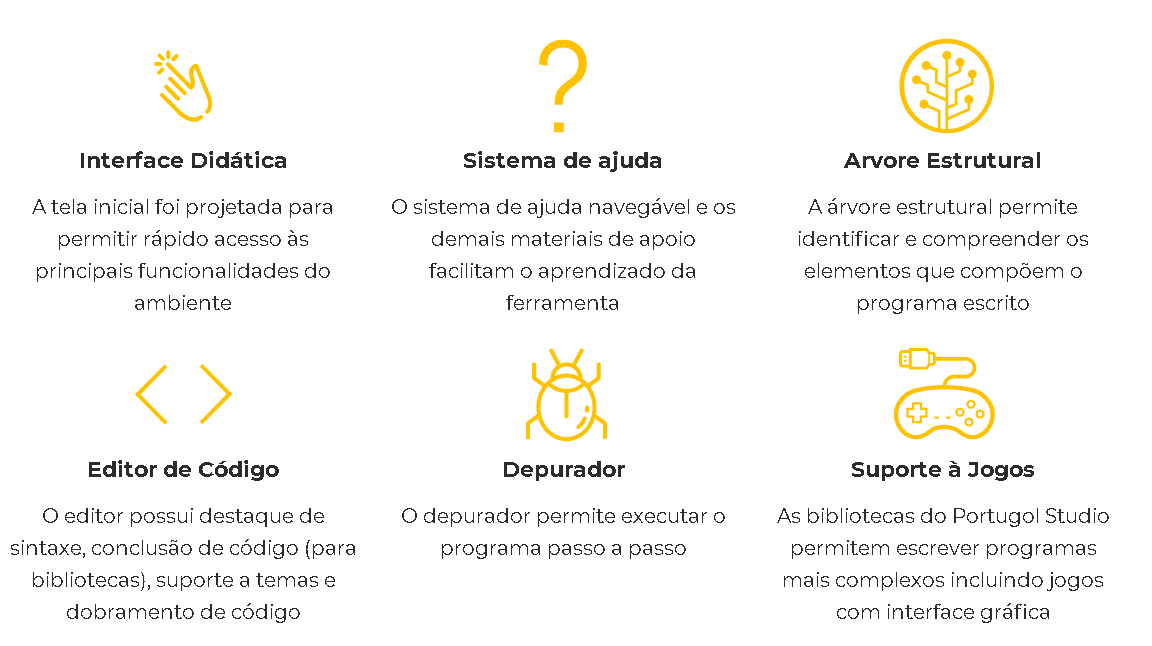 Interface Didática
A tela inicial foi projetada para
permitir rápido acesso às
principais funcionalidades do
ambiente
Sistema de ajuda
O sistema de ajuda navegável e os
demais materiais de apoio
facilitam o aprendizado da
ferramenta
Arvore Estrutural
A árvore estrutural permite
identificar e compreender os
elementos que compõem o
programa escrito
Editor de Código
O editor possui destaque de
sintaxe, conclusão de código (para
bibliotecas), suporte a temas e
dobramento de código
Depurador
O depurador permite executar o
programa passo a passo
Suporte à Jogos
As bibliotecas do Portugol Studio
permitem escrever programas
mais complexos incluindo jogos
com interface gráfica